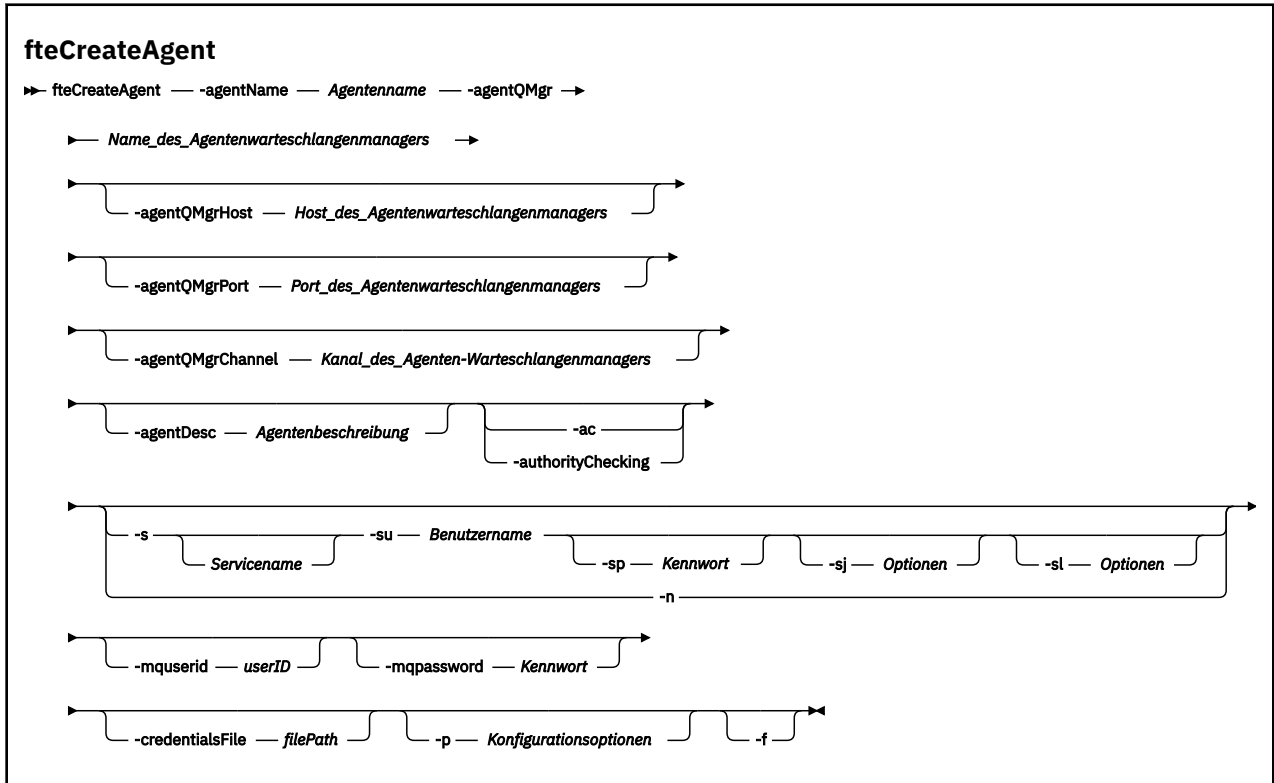 fteCreateAgent
fteCreateAgent -agentName Agentenname -agentQMgr
Name_des_Agentenwarteschlangenmanagers
-agentQMgrHost Host_des_Agentenwarteschlangenmanagers
-agentQMgrPort Port_des_Agentenwarteschlangenmanagers
-agentQMgrChannel Kanal_des_Agenten-Warteschlangenmanagers
-agentDesc Agentenbeschreibung -ac
-authorityChecking
-s -su Benutzername
Servicename -sp Kennwort -sj Optionen -sl Optionen
-n
-mquserid userID -mqpassword Kennwort
-credentialsFile filePath -p Konfigurationsoptionen -f